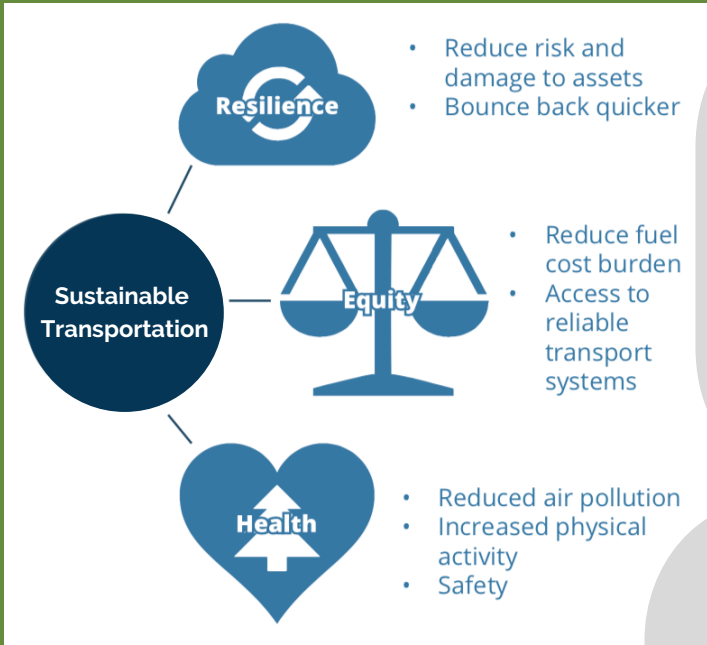 Resilience
• Reduce risk and
damage to assets
• Bounce back quicker
Sustainable
Transportation
Equity
• Reduce fuel
cost burden
• Access to
reliable
transport
systems
Health
• Reduced air pollution
• Increased physical
activity
• Safety